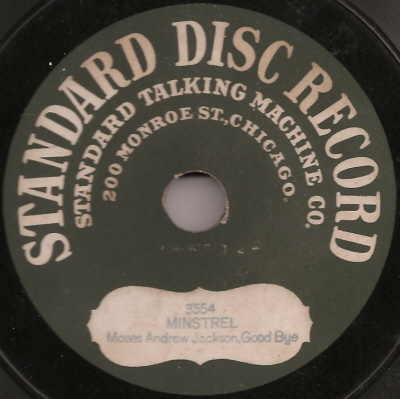 STANDARD DISC RECORD
STANDARD TALKING MACHINE CO.
200 MONROE ST., CHICAGO.
3554
MINSTREL
Moses Andrew Jackson, Good Bye